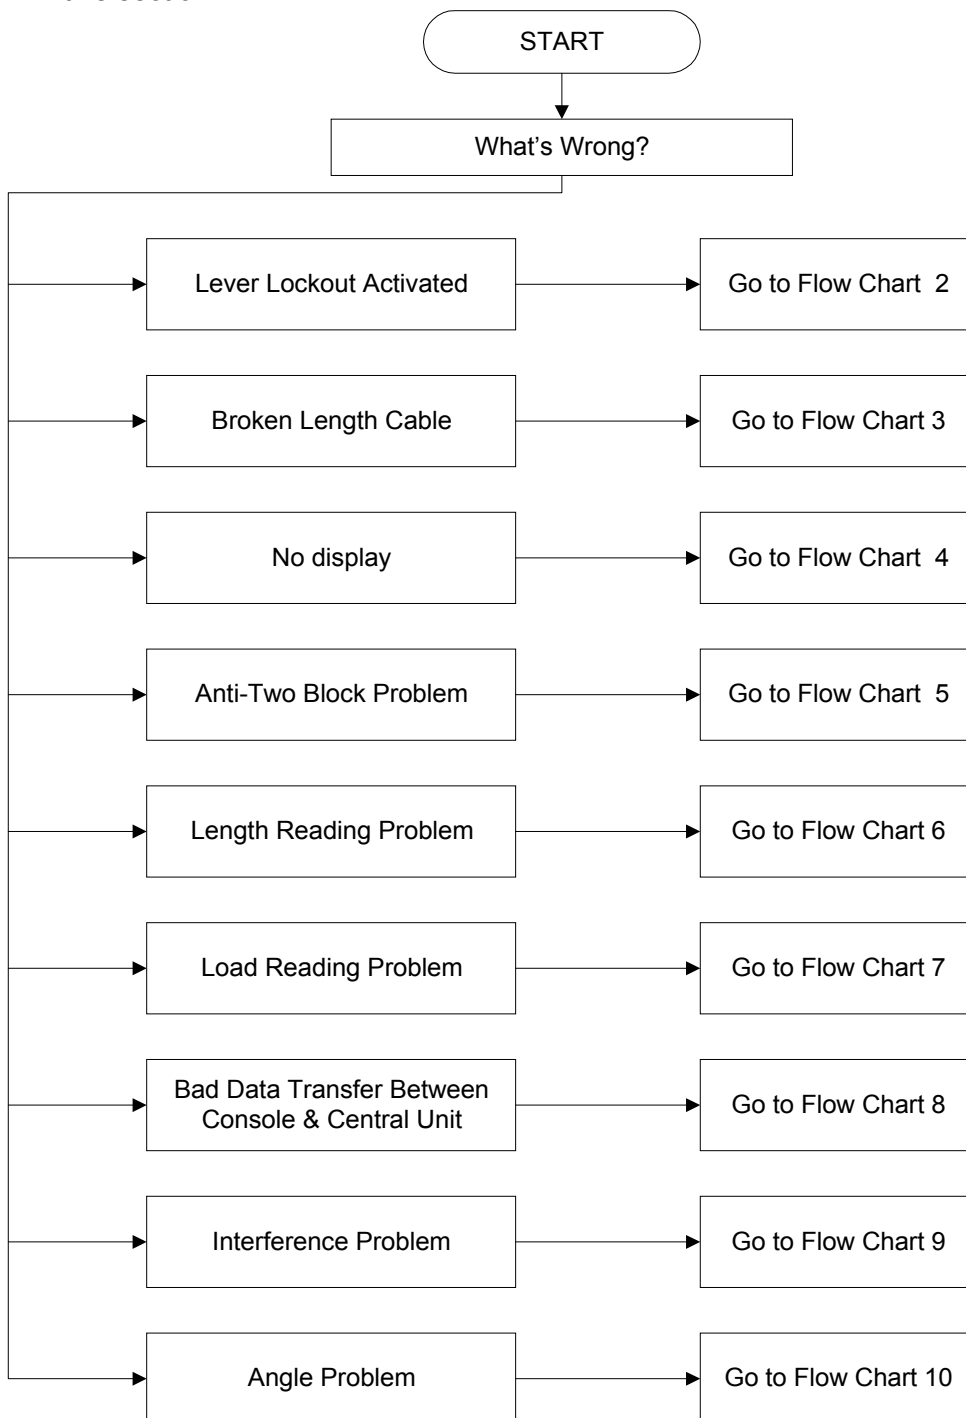 START
What's Wrong?
Lever Lockout Activated
Go to Flow Chart 2
Broken Length Cable
Go to Flow Chart 3
No display
Go to Flow Chart 4
Anti-Two Block Problem
Go to Flow Chart 5
Length Reading Problem
Go to Flow Chart 6
Load Reading Problem
Go to Flow Chart 7
Bad Data Transfer Between
Console & Central Unit
Go to Flow Chart 8
Interference Problem
Go to Flow Chart 9
Angle Problem
Go to Flow Chart 10